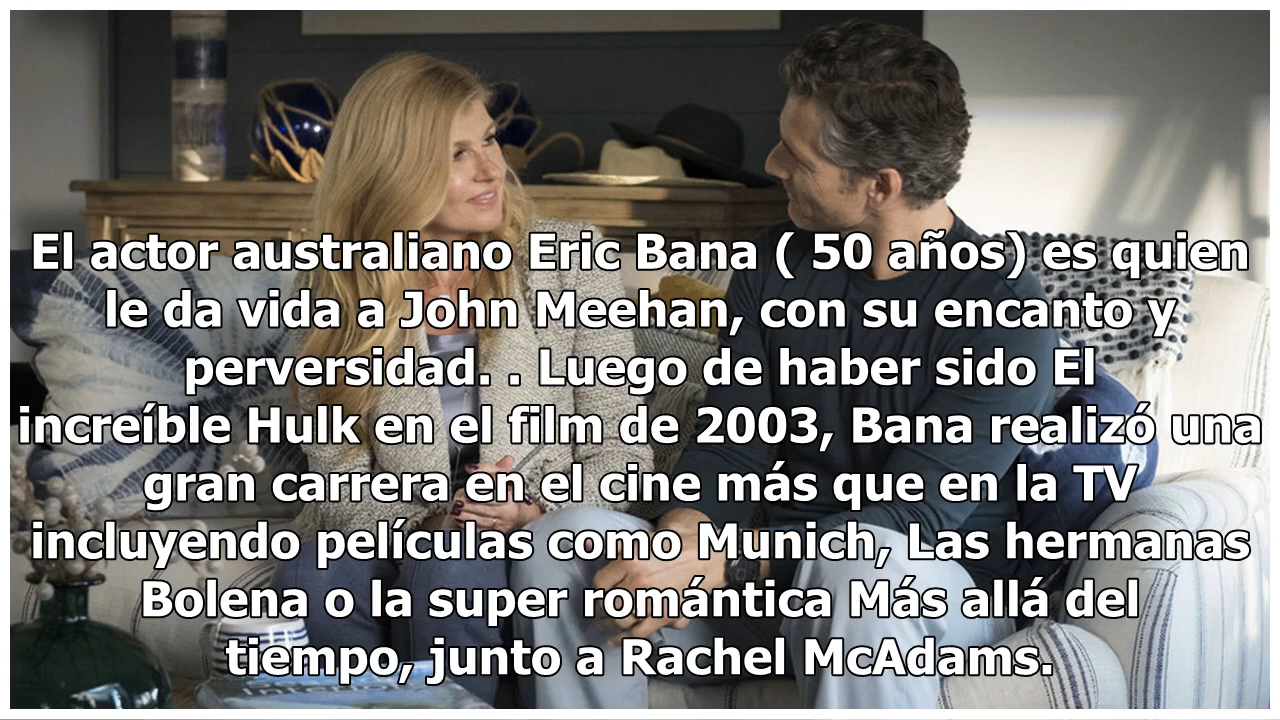 El actor australiano Eric Bana ( 50 años) es quien
le da vida a John Meehan, con su encanto y
perversidad. . Luego de haber sido El
increíble Hulk en el film de 2003, Bana realizó una
gran carrera en el cine más que en la TV
incluyendo películas como Munich, Las hermanas
Bolena o la super romántica Más allá del
tiempo, junto a Rachel McAdams.